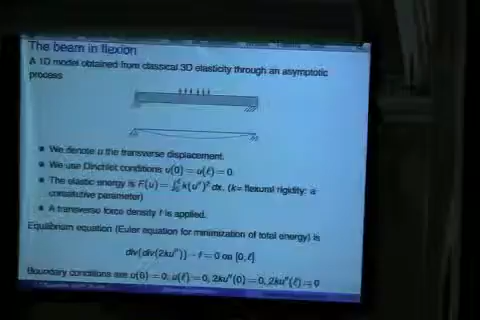 The beam in flexion
A 1D model obtained from classical 3D elasticity through an asymptotic
process
• We denote u the transverse displacement.
• We use Dirichlet conditions u(0) = u(ℓ) = 0.
• The elastic energy is F(u) = ∫₀^ℓ k(u'')² dx, (k= flexural rigidity: a
constitutive parameter)
• A transverse force density f is applied.
Equilibrium equation (Euler equation for minimization of total energy) is
div(div(2ku'')) - f = 0 on [0, ℓ]
Boundary conditions are u(0) = 0, u(ℓ) = 0, 2ku''(0) = 0, 2ku''(ℓ) = 0